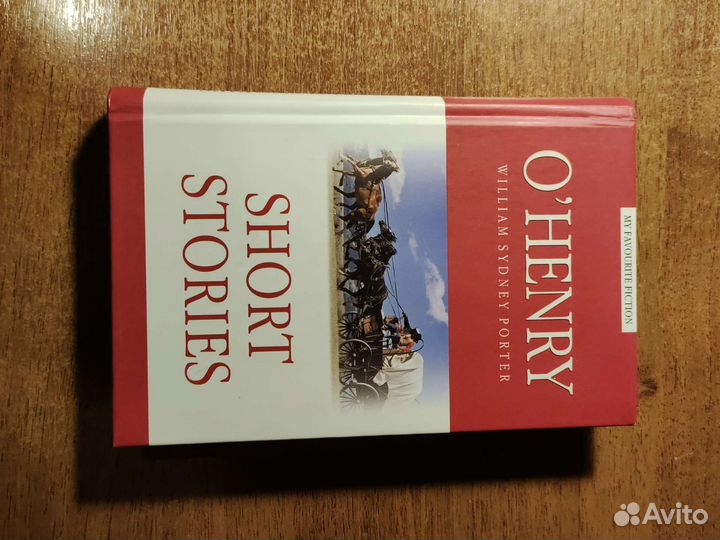 MY FAVOURITE FICTION
O'HENRY
WILLIAM SYDNEY PORTER
SHORT
STORIES
Avito